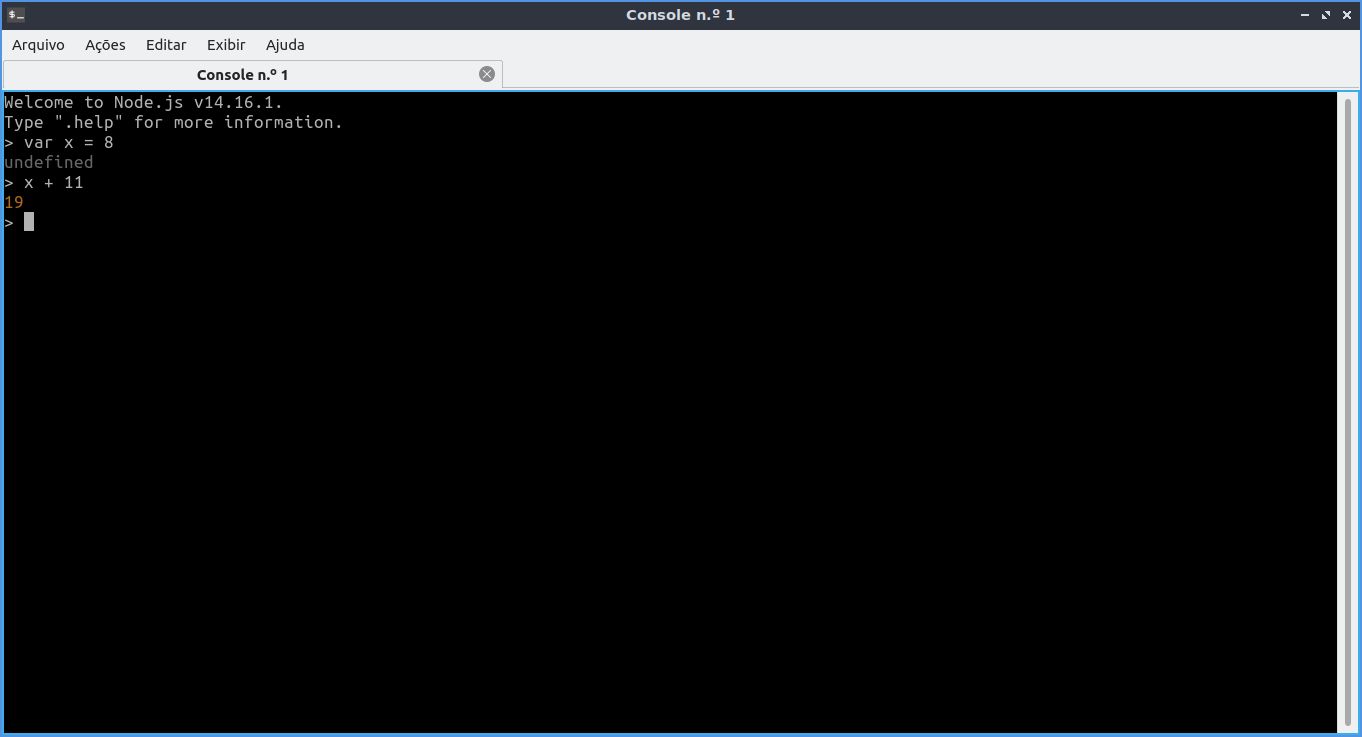 Console n.º 1
Arquivo Ações Editar Exibir Ajuda
Console n.º 1
Welcome to Node.js v14.16.1.
Type ".help" for more information.
> var x = 8
undefined
> x + 11
19
>